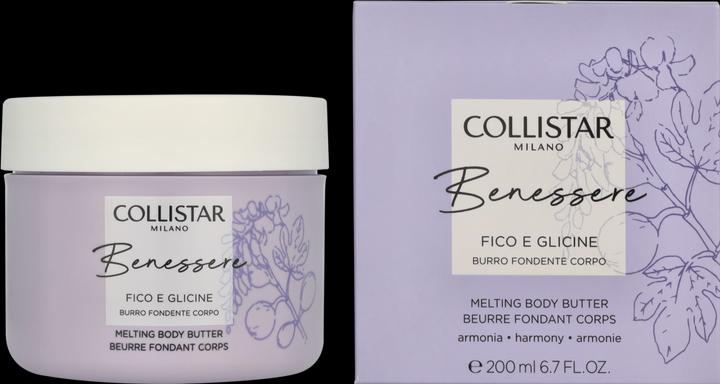 COLLISTAR
MILANO
Benessere
FICO E GLICINE
BURRO FONDENTE CORPO
MELTING BODY BUTTER
BEURRE FONDANT CORPS
COLLISTAR
MILANO
Benessere
FICO E GLICINE
BURRO FONDENTE CORPO
MELTING BODY BUTTER
BEURRE FONDANT CORPS
armonia • harmony • armonie
℮ 200 ml 6.7 FL.OZ.